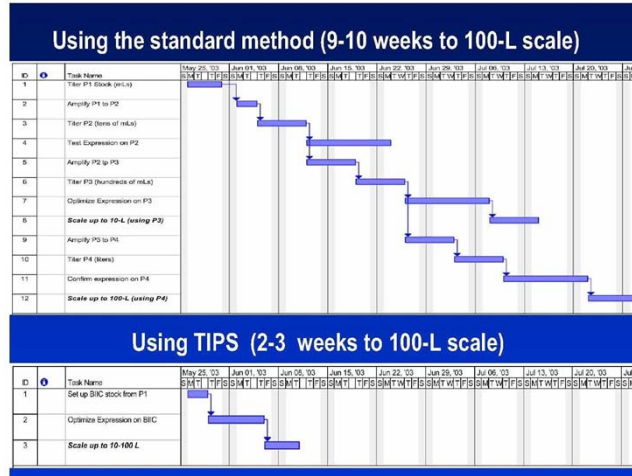 Using the standard method (9-10 weeks to 100-L scale)
May 25, '03 Jun 01, '03 Jun 08, '03 Jun 15, '03 Jun 22, '03 Jun 29, '03 Jul 06, '03 Jul 13, '03 Jul 20, '03
ID Task Name
1 Titer P1 Stock (mLs)
2 Amplify P1 to P2
3 Titer P2 (tens of mLs)
4 Test Expression on P2
5 Amplify P2 to P3
6 Titer P3 (hundreds of mLs)
7 Optimize Expression on P3
8 Scale up to 10-L (using P3)
9 Amplify P3 to P4
10 Titer P4 (liters)
11 Confirm expression on P4
12 Scale up to 100-L (using P4)
Using TIPS (2-3 weeks to 100-L scale)
May 25, '03 Jun 01, '03 Jun 08, '03 Jun 15, '03 Jun 22, '03 Jun 29, '03 Jul 06, '03 Jul 13, '03 Jul 20, '03
ID Task Name
1 Set up BIIC stock from P1
2 Optimize Expression on BIIC
3 Scale up to 10-100 L